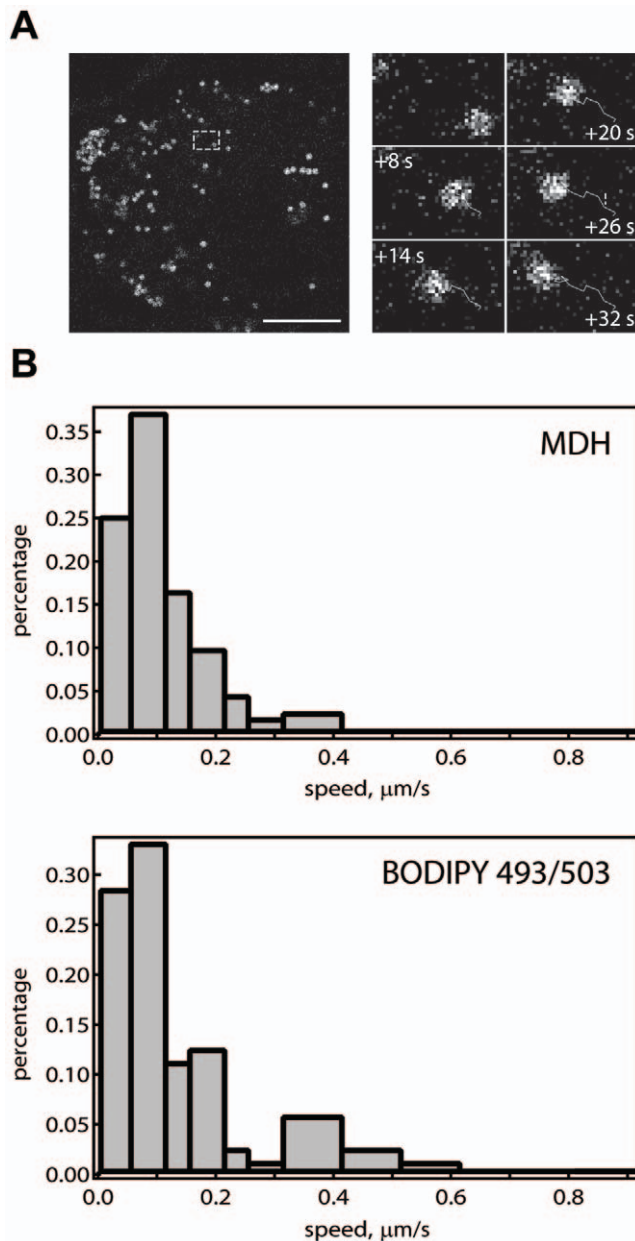 A
+8 s
+14 s
+20 s
+26 s
+32 s
B
MDH
percentage
0.35
0.30
0.25
0.20
0.15
0.10
0.05
0.00
0.0 0.2 0.4 0.6 0.8
speed, μm/s
BODIPY 493/503
percentage
0.30
0.25
0.20
0.15
0.10
0.05
0.00
0.0 0.2 0.4 0.6 0.8
speed, μm/s